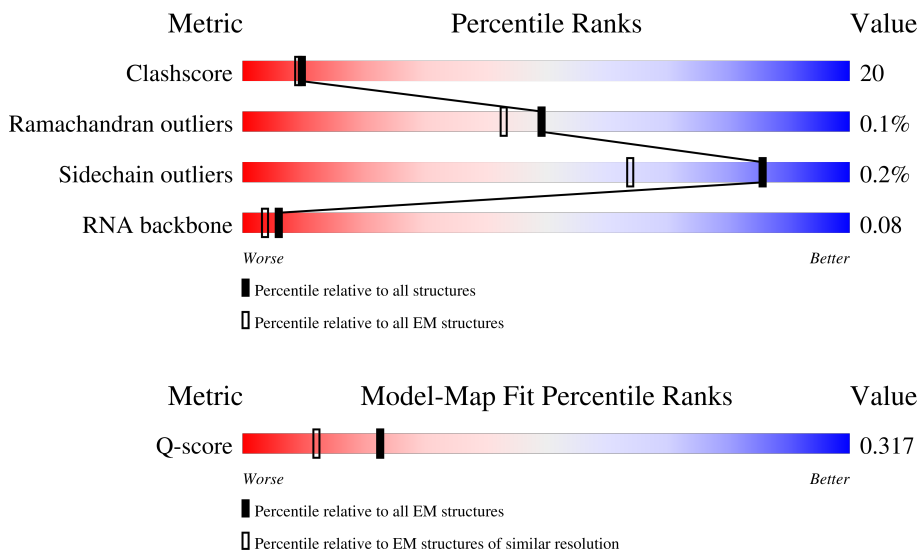 Metric Percentile Ranks Value
Clashscore 20
Ramachandran outliers 0.1%
Sidechain outliers 0.2%
RNA backbone 0.08
Worse Better
Percentile relative to all structures
Percentile relative to all EM structures
Metric Model-Map Fit Percentile Ranks Value
Q-score 0.317
Worse Better
Percentile relative to all EM structures
Percentile relative to EM structures of similar resolution